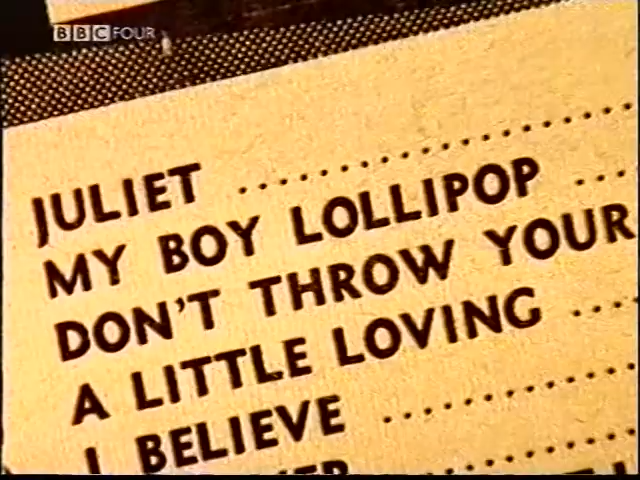 BBC FOUR
JULIET ....................
MY BOY LOLLIPOP ...
DON'T THROW YOUR
A LITTLE LOVING ....
I BELIEVE ................